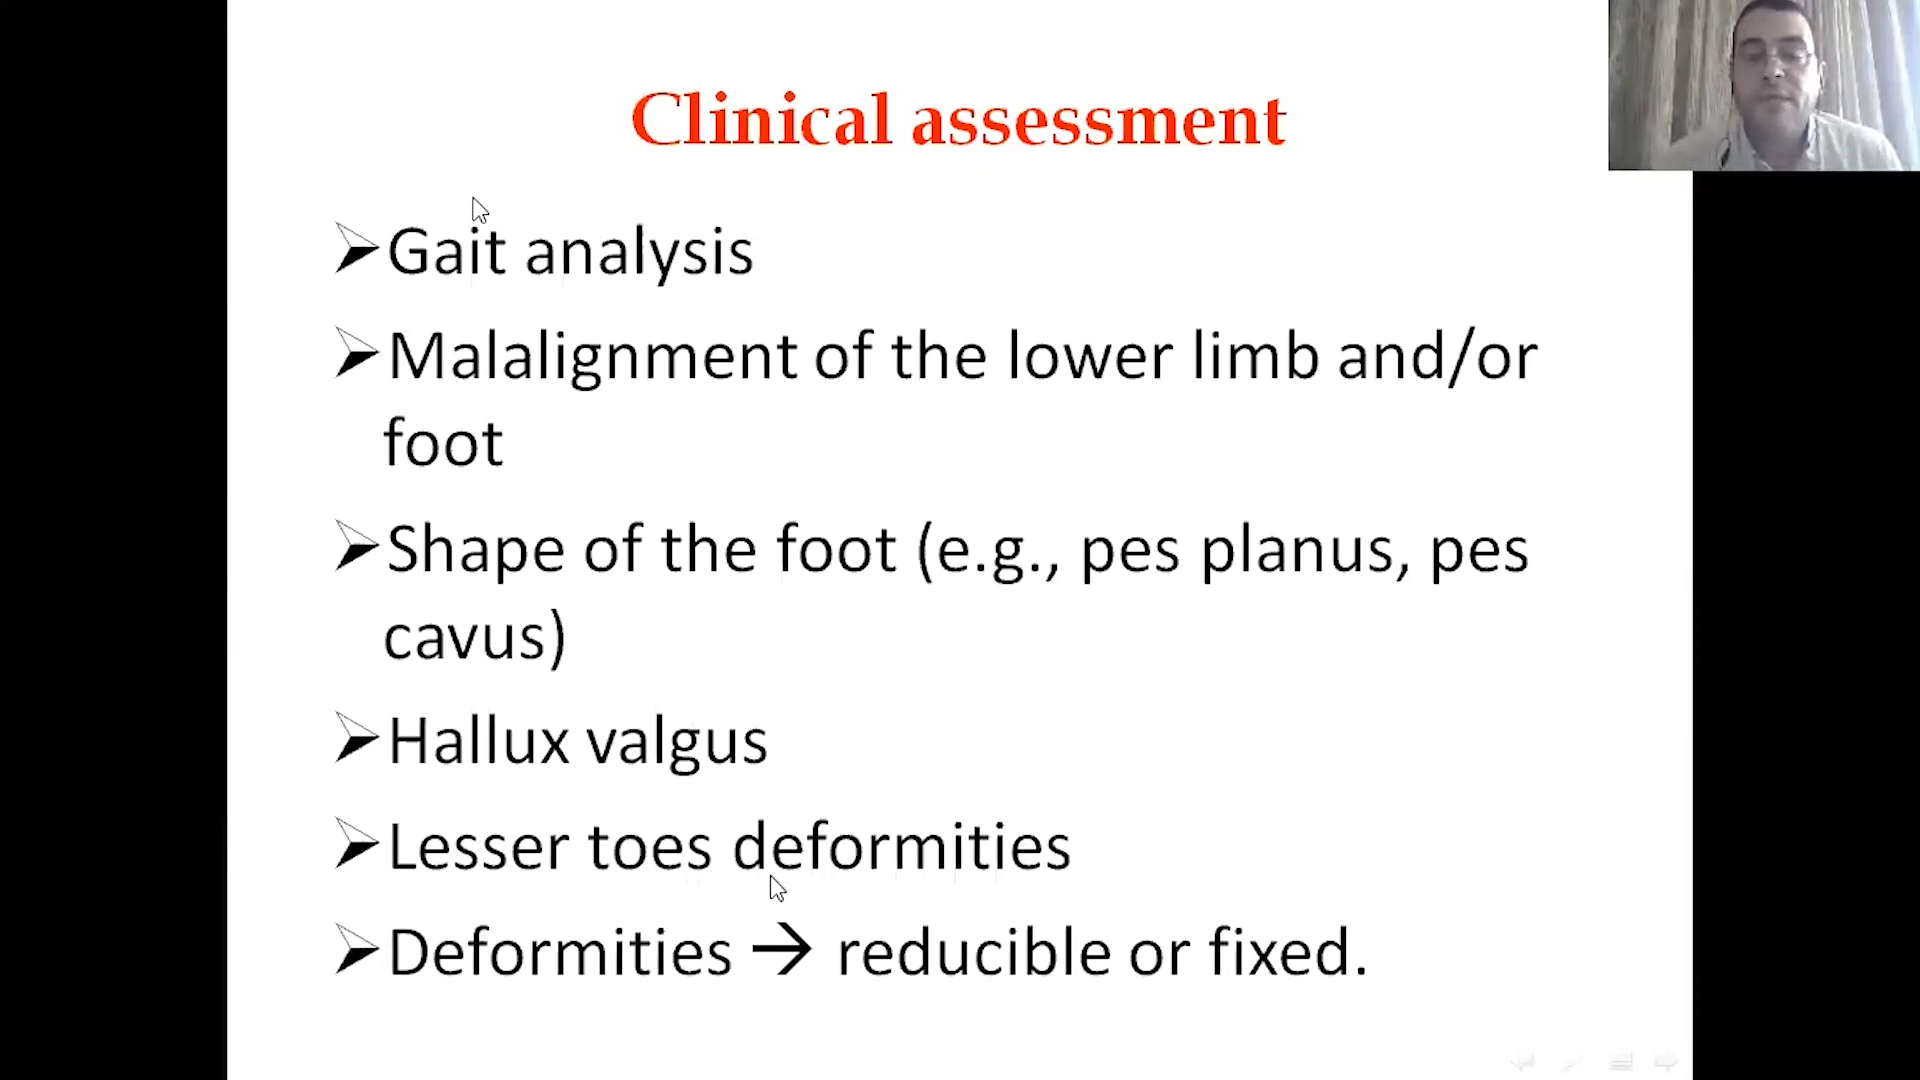 Clinical assessment
➢Gait analysis
➢Malalignment of the lower limb and/or
foot
➢Shape of the foot (e.g., pes planus, pes
cavus)
➢Hallux valgus
➢Lesser toes deformities
➢Deformities → reducible or fixed.